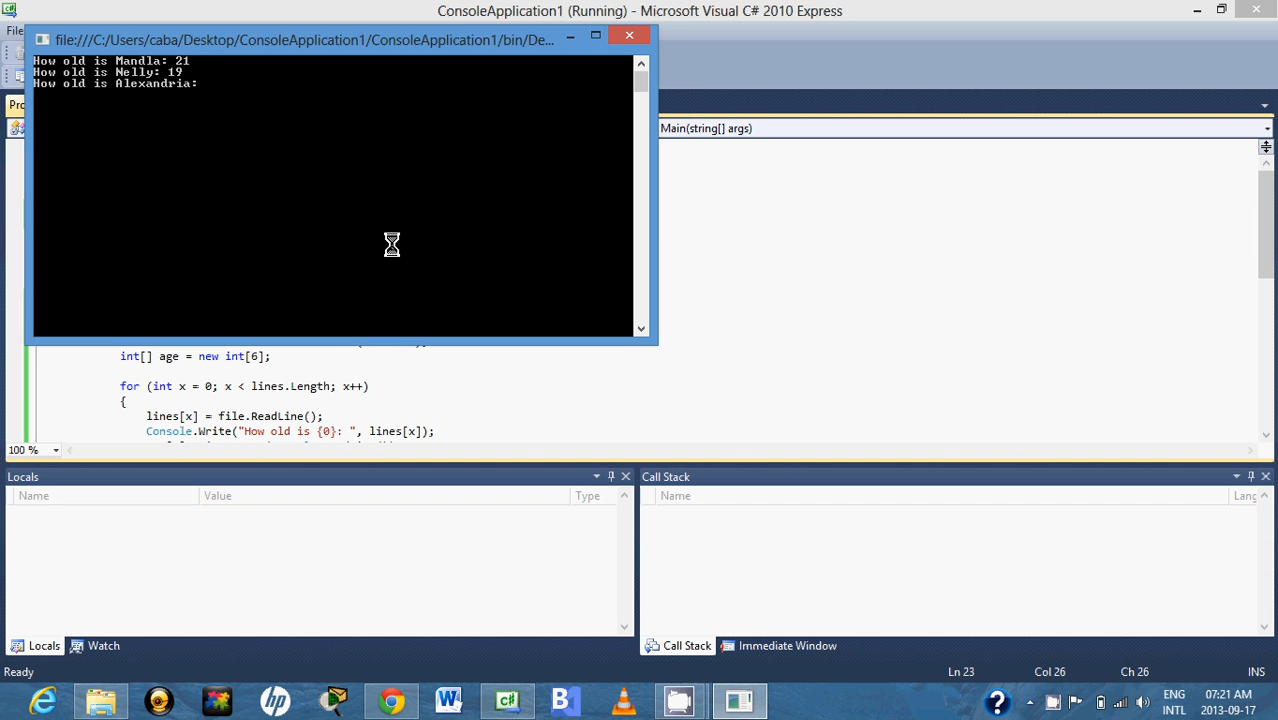 ConsoleApplication1 (Running) - Microsoft Visual C# 2010 Express
File
file:///C:/Users/caba/Desktop/ConsoleApplication1/ConsoleApplication1/bin/De...
How old is Mandla: 21
How old is Nelly: 19
How old is Alexandria:
Main(string[] args)
int[] age = new int[6];
for (int x = 0; x < lines.Length; x++)
{
lines[x] = file.ReadLine();
Console.Write("How old is {0}: ", lines[x]);
100 %
Locals
Name Value Type
Call Stack
Name Lang
Locals Watch
Call Stack Immediate Window
Ready Ln 23 Col 26 Ch 26 INS
ENG 07:21 AM
INTL 2013-09-17